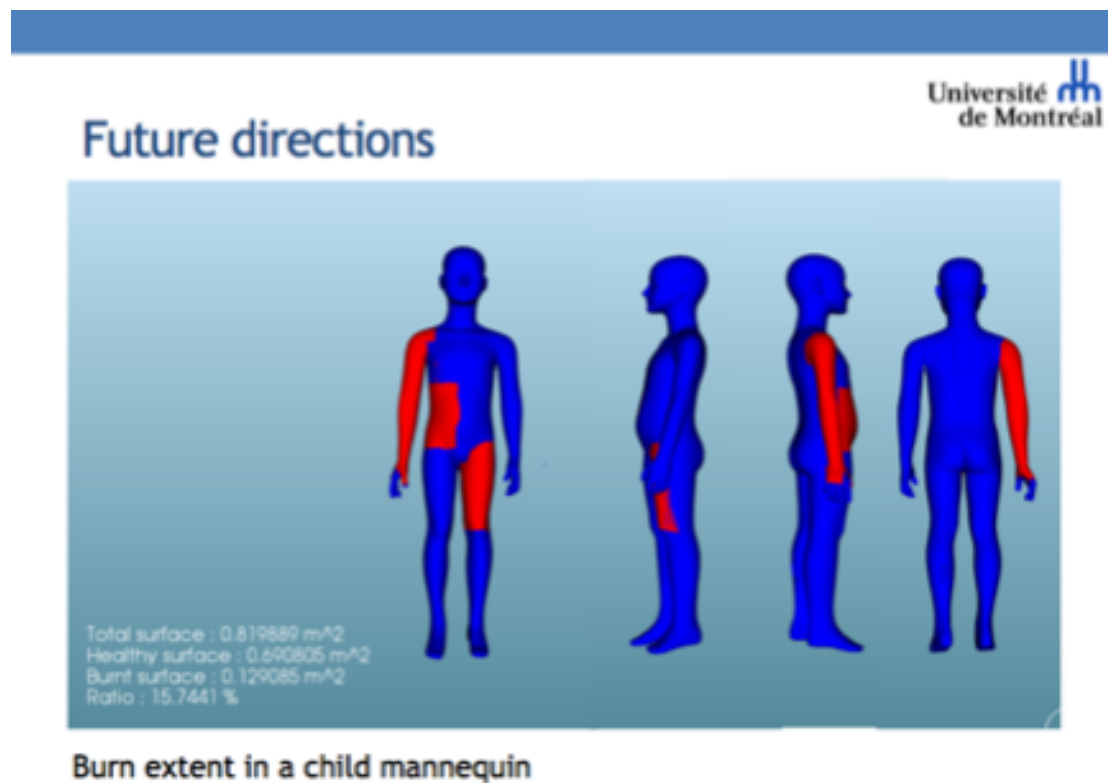 Université
de Montréal
Future directions
Total surface : 0.819889 m^2
Healthy surface : 0.690805 m^2
Burnt surface : 0.129085 m^2
Ratio : 15.7441 %
Burn extent in a child mannequin